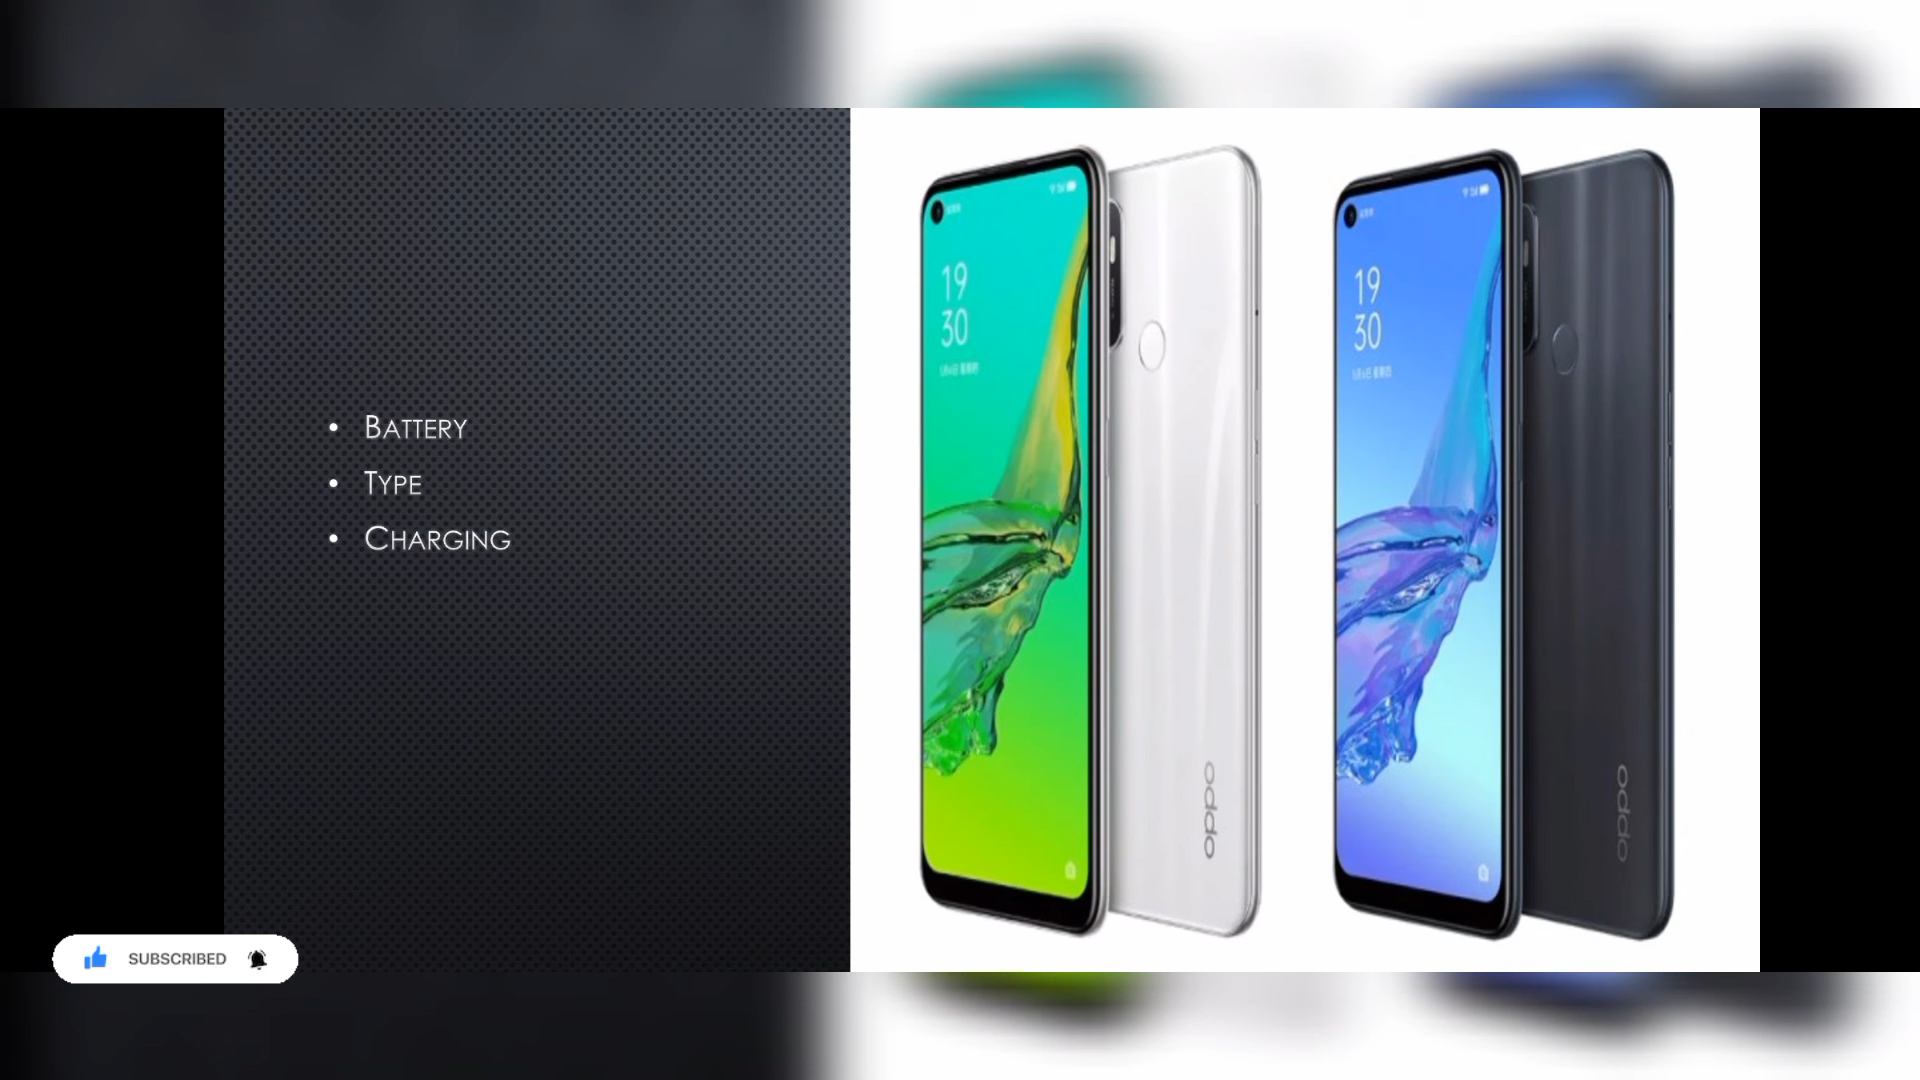 BATTERY
TYPE
CHARGING
19
30
oppo
19
30
oppo
SUBSCRIBED